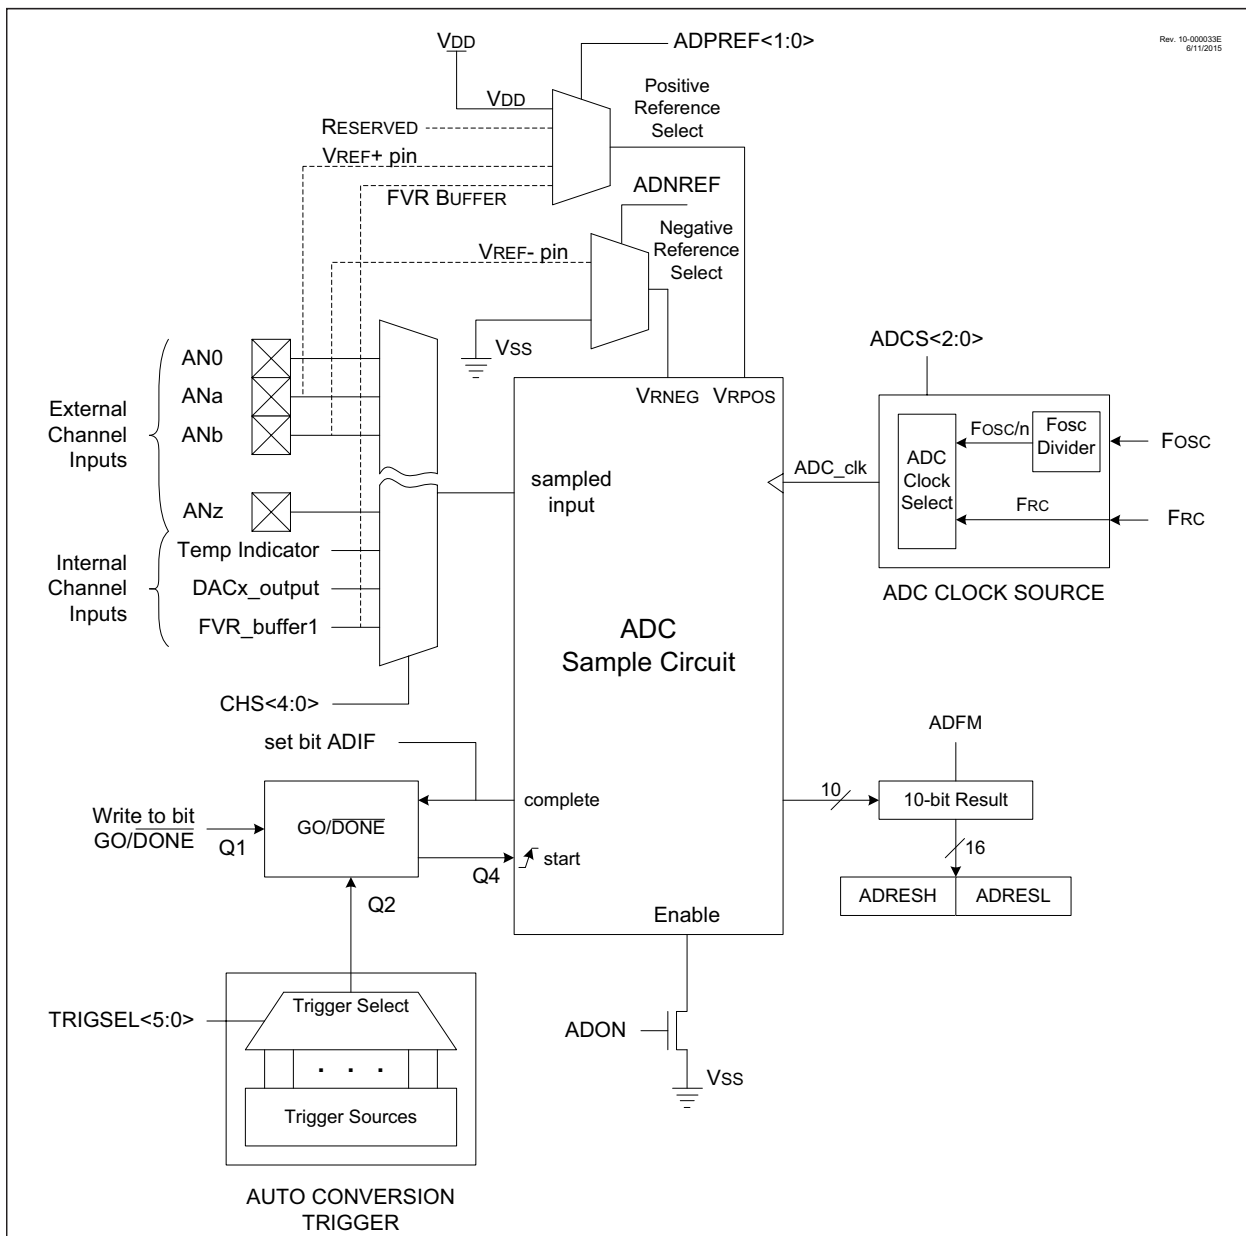 Rev. 10-000033E
6/11/2015
VDD
ADPREF<1:0>
Positive
Reference
Select
VDD
RESERVED
VREF+ pin
FVR BUFFER
ADNREF
Negative
Reference
Select
VREF- pin
VSS
External
Channel
Inputs
AN0
ANa
ANb
ANz
Internal
Channel
Inputs
Temp Indicator
DACx_output
FVR_buffer1
CHS<4:0>
VRNEG VRPOS
sampled
input
ADC_clk
ADC
Sample Circuit
ADCS<2:0>
ADC
Clock
Select
FOSC/n
Fosc
Divider
FOSC
FRC
FRC
ADC CLOCK SOURCE
set bit ADIF
complete
Write to bit
GO/DONE
Q1
GO/DONE
Q4
start
Q2
Enable
ADFM
10
10-bit Result
16
ADRESH
ADRESL
TRIGSEL<5:0>
Trigger Select
. . .
Trigger Sources
AUTO CONVERSION
TRIGGER
ADON
VSS